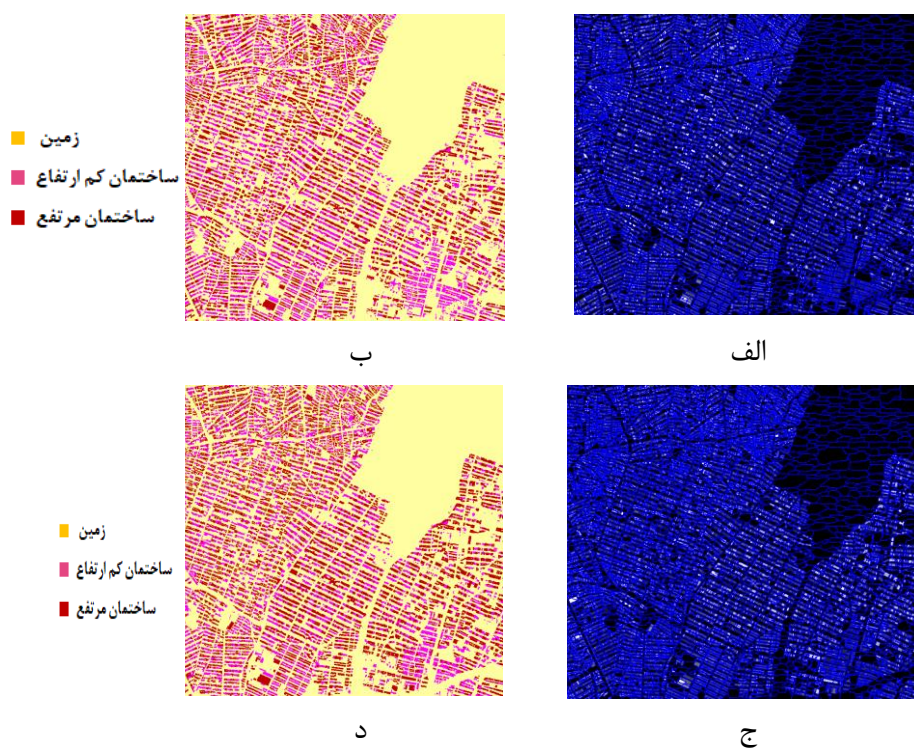 زمین
ساختمان کم ارتفاع
ساختمان مرتفع
الف
ب
زمین
ساختمان کم ارتفاع
ساختمان مرتفع
ج
د